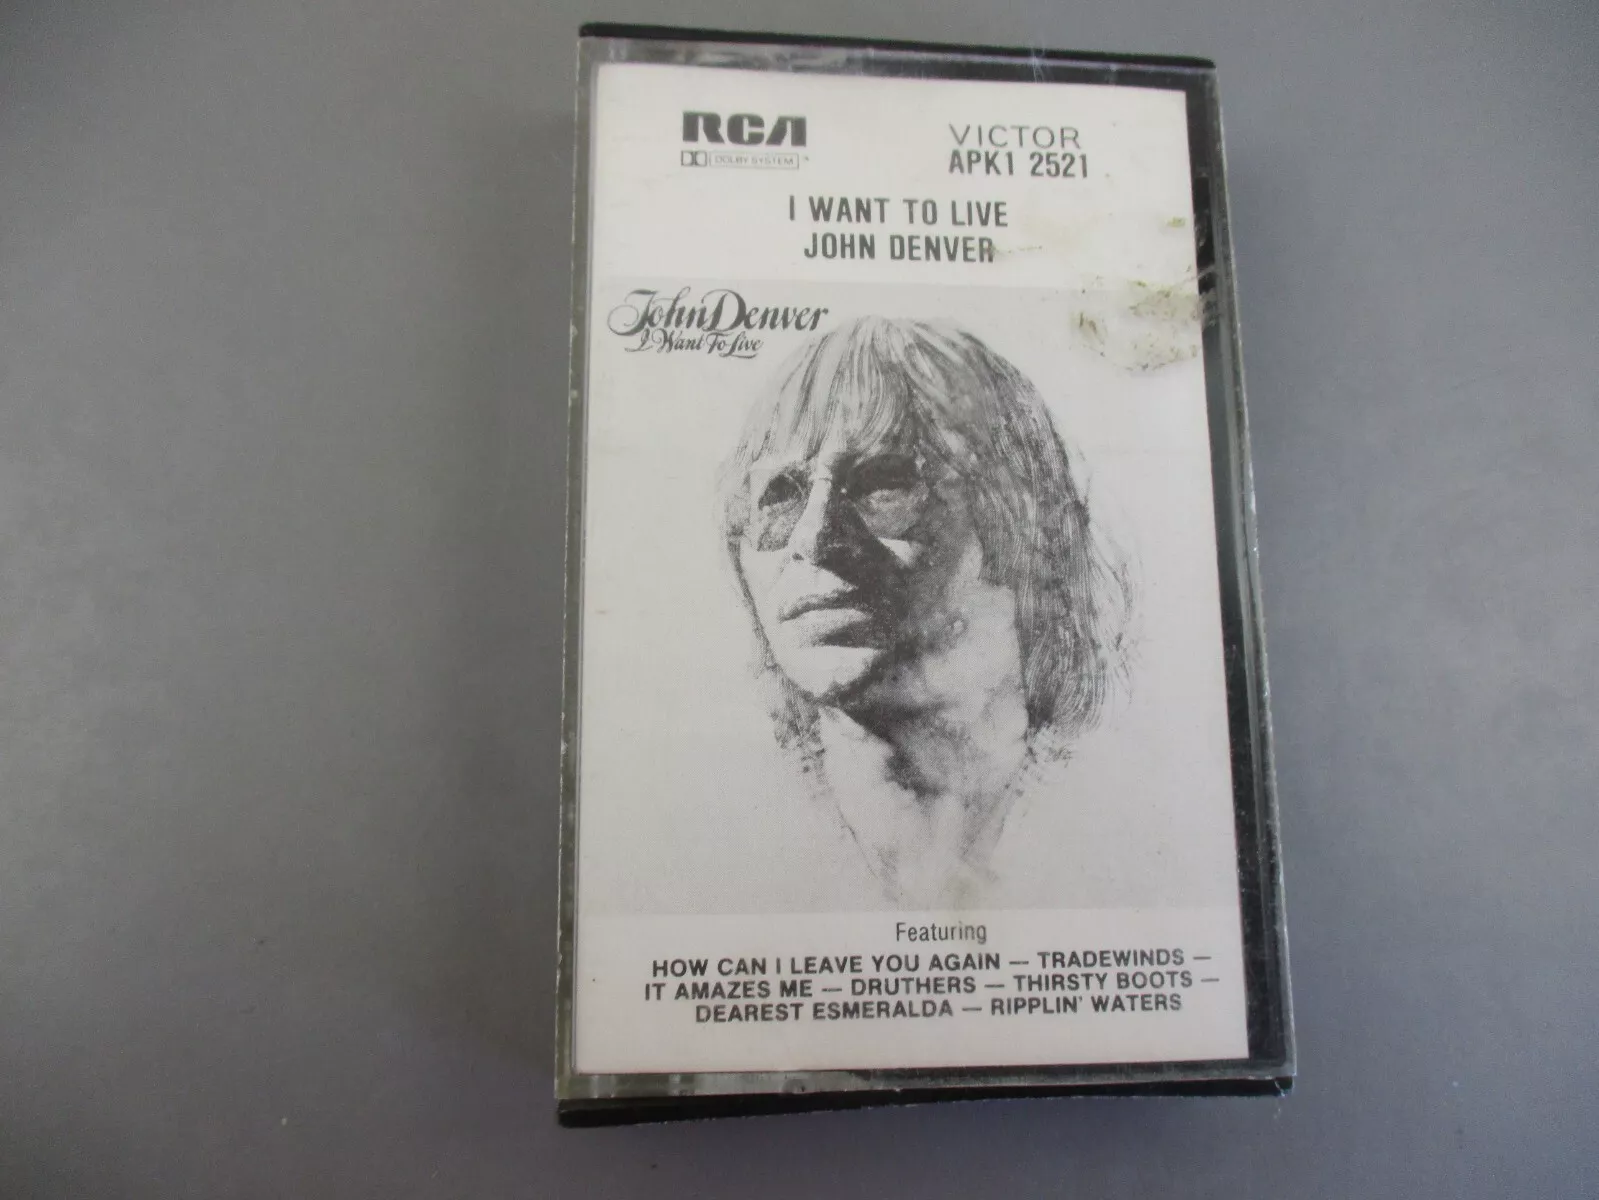 RCA
VICTOR
DOLBY SYSTEM
APK1 2521
I WANT TO LIVE
JOHN DENVER
John Denver
I Want To Live
Featuring
HOW CAN I LEAVE YOU AGAIN — TRADEWINDS —
IT AMAZES ME — DRUTHERS — THIRSTY BOOTS —
DEAREST ESMERALDA — RIPPLIN' WATERS